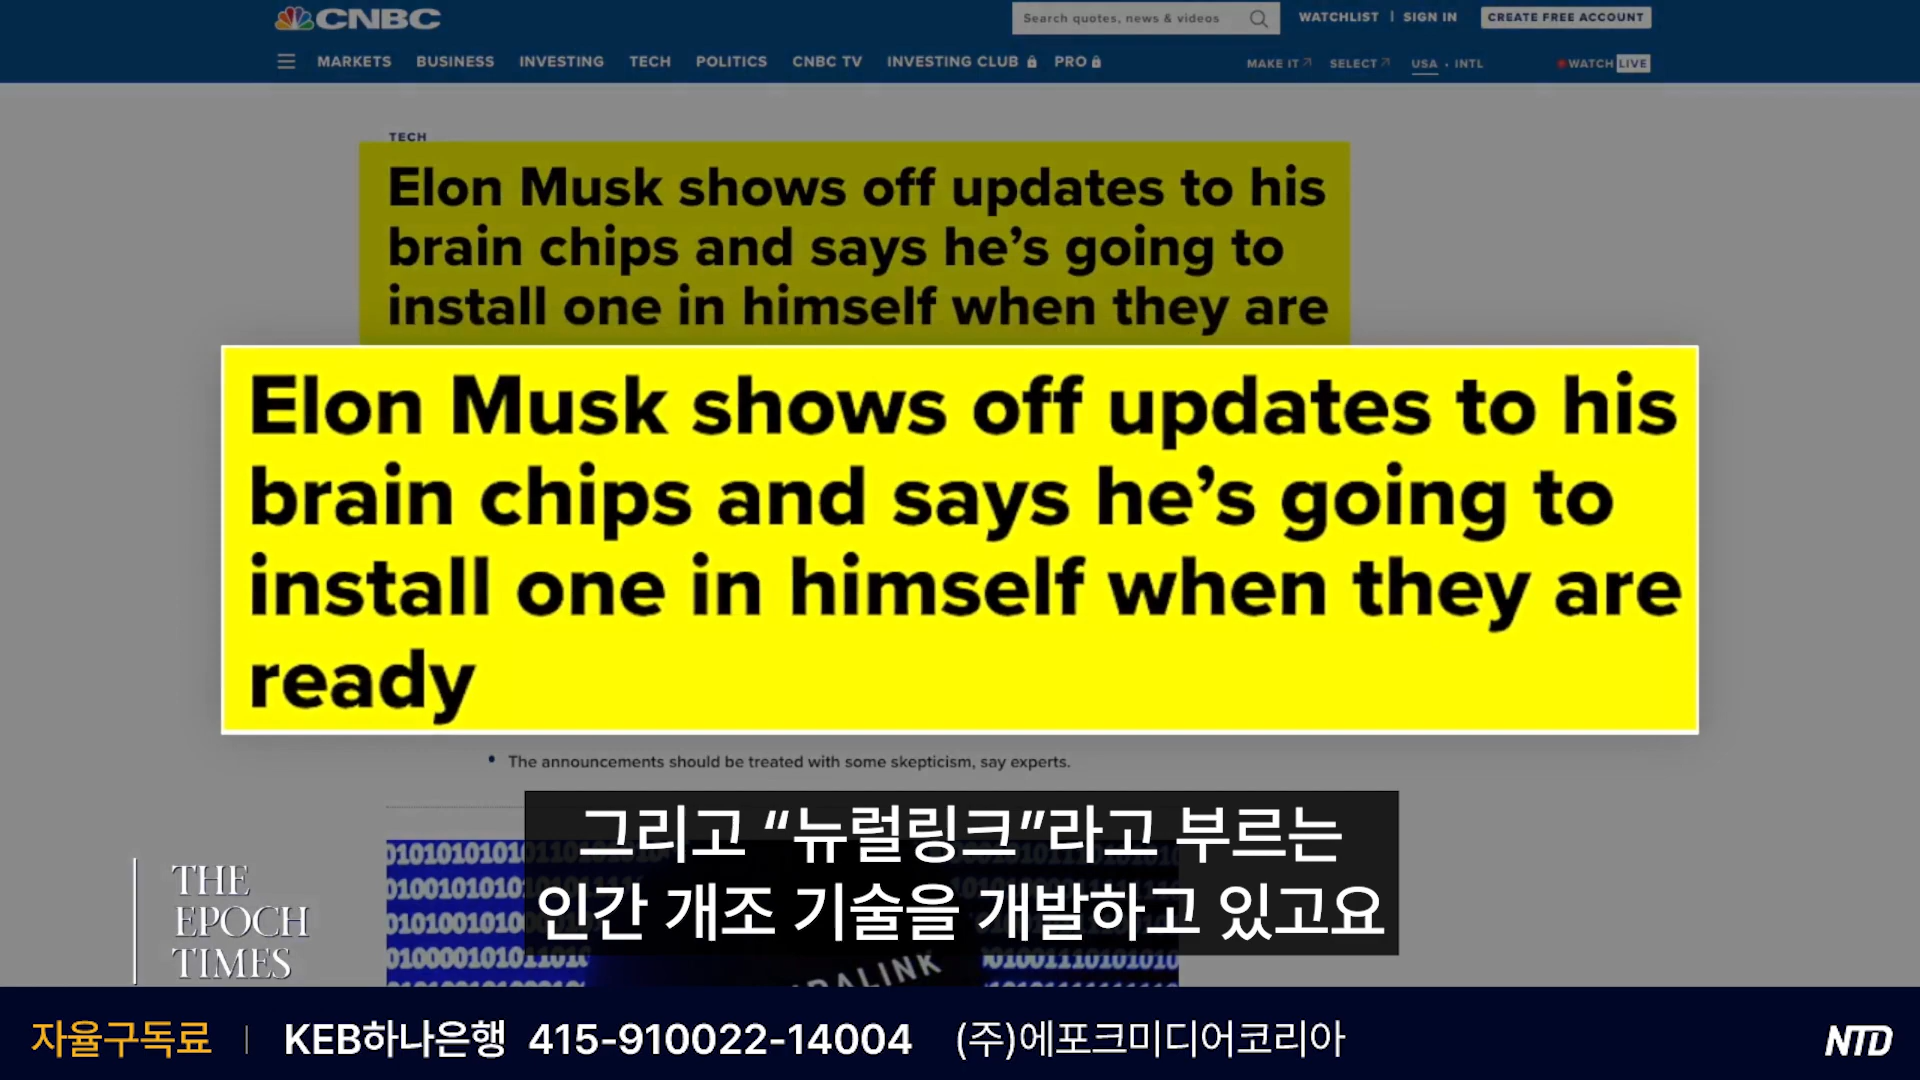 CNBC
Search quotes, news & videos
WATCHLIST | SIGN IN
CREATE FREE ACCOUNT
MARKETS BUSINESS INVESTING TECH POLITICS CNBC TV INVESTING CLUB PRO
MAKE IT SELECT USA · INTL WATCH LIVE
TECH
Elon Musk shows off updates to his
brain chips and says he’s going to
install one in himself when they are
Elon Musk shows off updates to his
brain chips and says he’s going to
install one in himself when they are
ready
• The announcements should be treated with some skepticism, say experts.
그리고 “뉴럴링크”라고 부르는
인간 개조 기술을 개발하고 있고요
THE
EPOCH
TIMES
자율구독료 | KEB하나은행 415-910022-14004 (주)에포크미디어코리아
NTD